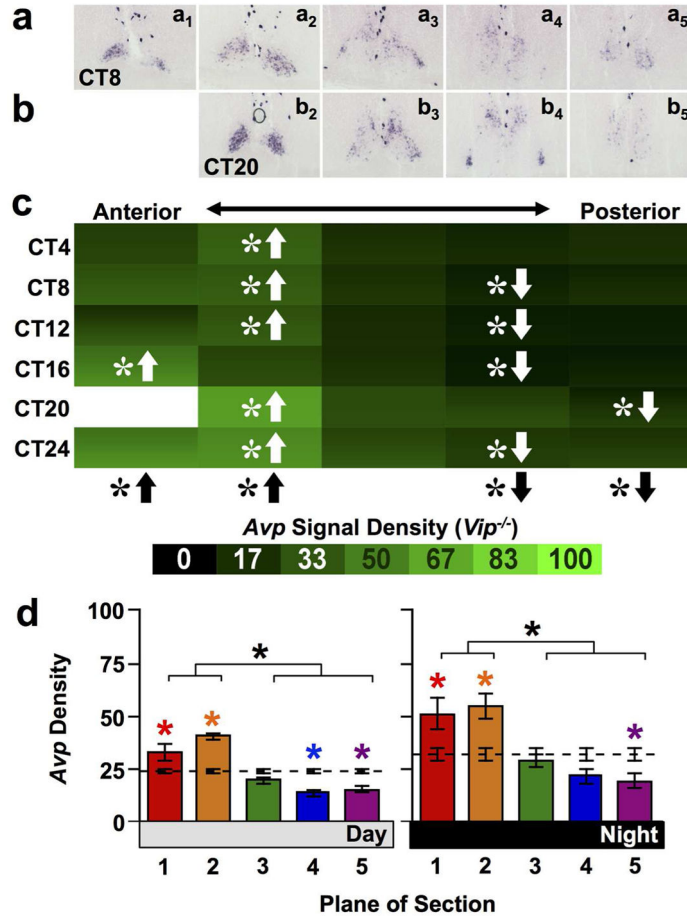 a
a1 a2 a3 a4 a5
CT8
b
b2 b3 b4 b5
CT20
c
Anterior Posterior
CT4 *
CT8 * *
CT12 * *
CT16 * *
CT20 * *
CT24 * *
* * * *
Avp Signal Density (Vip-/-)
0 17 33 50 67 83 100
d
100
75
50
25
0
Avp Density
* * * * * *
* * * *
Day Night
1 2 3 4 5 1 2 3 4 5
Plane of Section